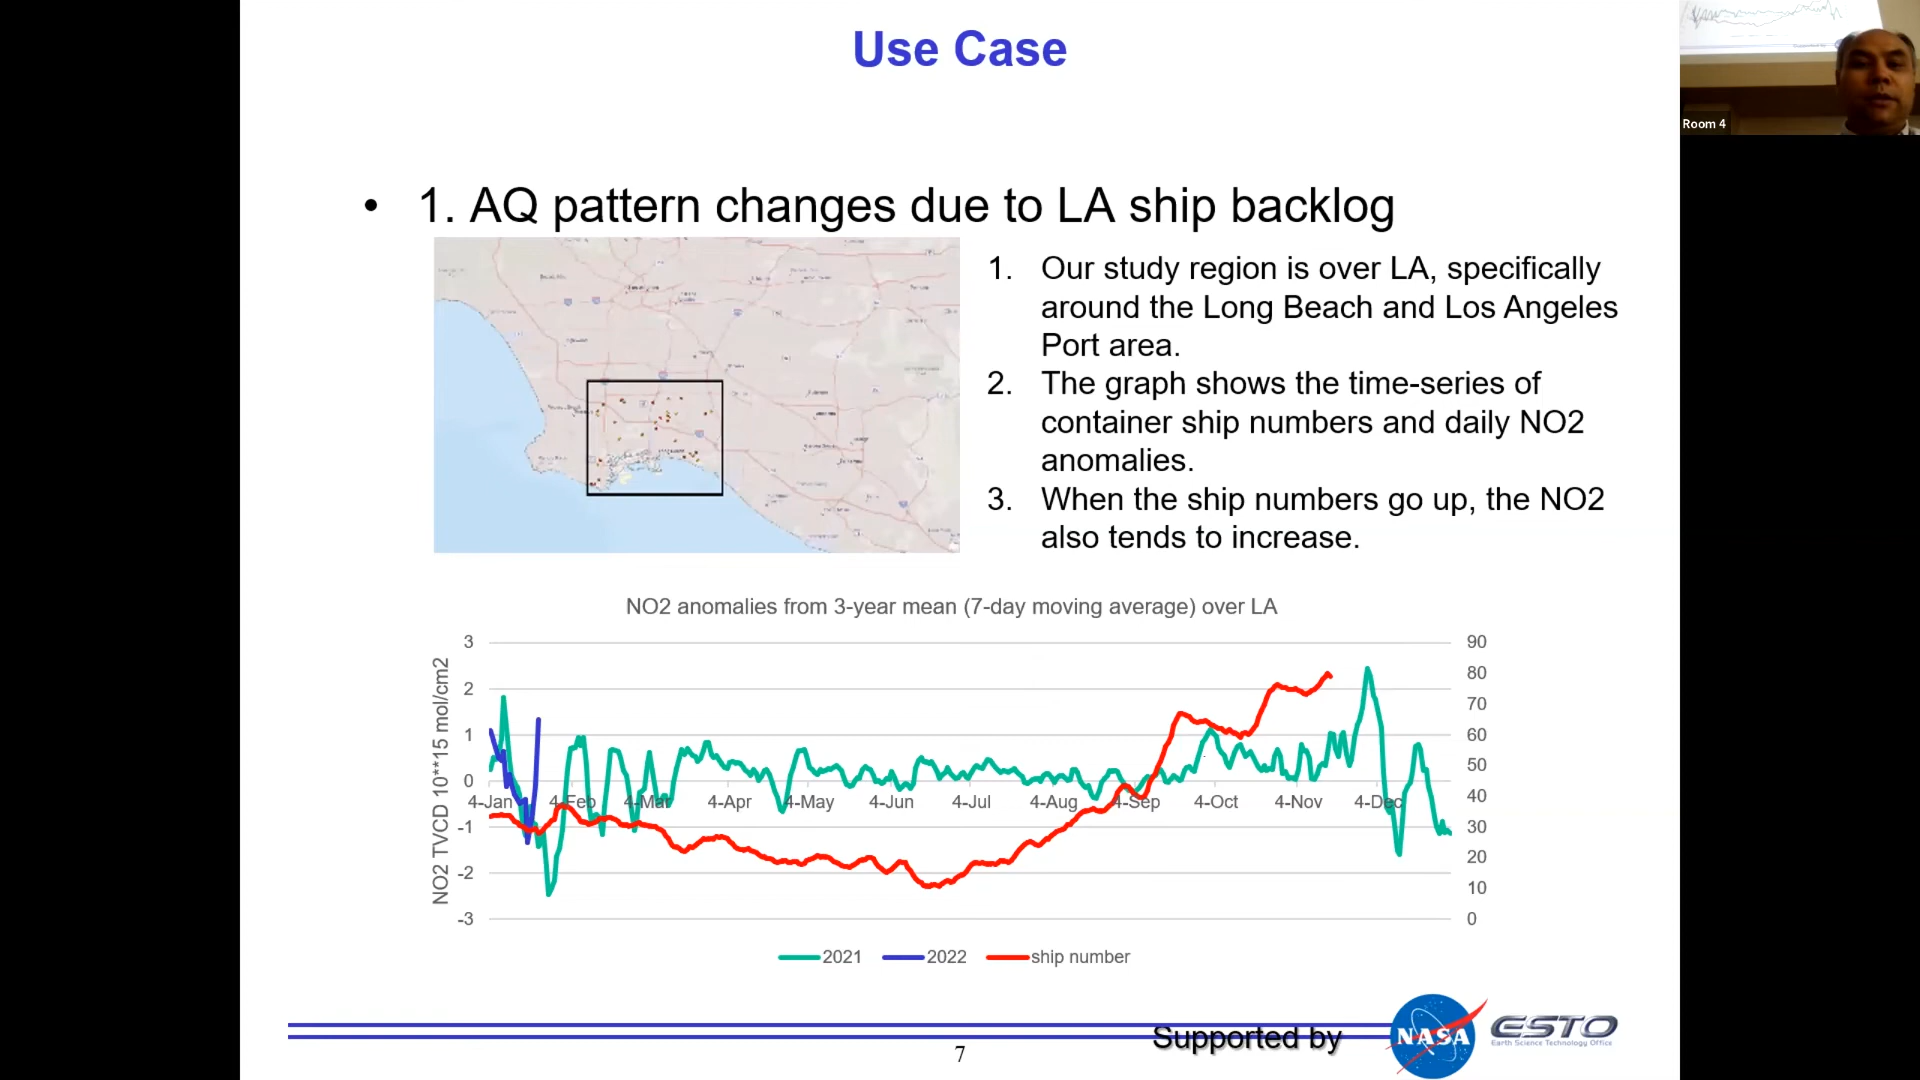 Use Case
Room 4
• 1. AQ pattern changes due to LA ship backlog
1. Our study region is over LA, specifically
around the Long Beach and Los Angeles
Port area.
2. The graph shows the time-series of
container ship numbers and daily NO2
anomalies.
3. When the ship numbers go up, the NO2
also tends to increase.
NO2 anomalies from 3-year mean (7-day moving average) over LA
NO2 TVCD 10**15 mol/cm2
3
2
1
0
-1
-2
-3
4-Jan 4-Feb 4-Mar 4-Apr 4-May 4-Jun 4-Jul 4-Aug 4-Sep 4-Oct 4-Nov 4-Dec
90
80
70
60
50
40
30
20
10
0
2021 2022 ship number
Supported by
NASA
ESTO
Earth Science Technology Office
7